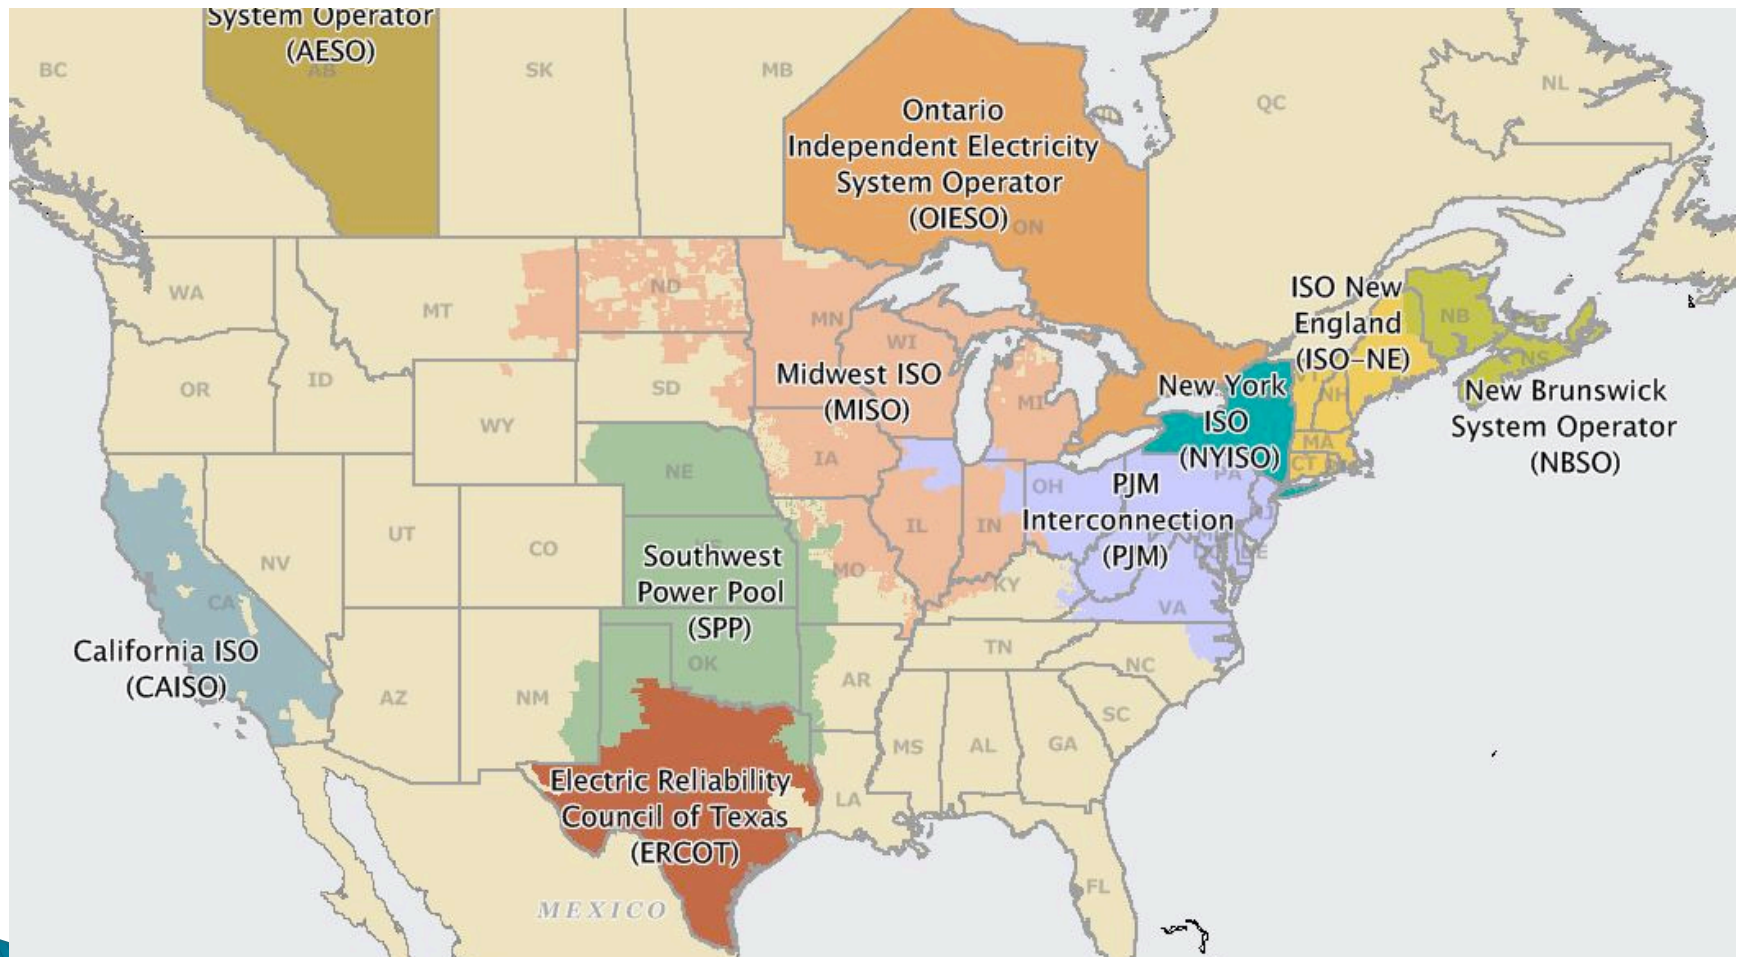 System Operator
(AESO)
AB
BC
SK
MB
QC
NL
Ontario
Independent Electricity
System Operator
(OIESO)
ON
WA
MT
ND
MN
WI
OR
ID
SD
WY
Midwest ISO
(MISO)
MI
ISO New
England
(ISO-NE)
NB
NS
New York
ISO
(NYISO)
VT
NH
MA
CT
New Brunswick
System Operator
(NBSO)
NE
IA
OH
PA
NJ
PJM
Interconnection
(PJM)
DE
NV
UT
CO
IL
IN
MO
KY
VA
Southwest
Power Pool
(SPP)
CA
California ISO
(CAISO)
AZ
NM
OK
AR
TN
NC
SC
MS
AL
GA
LA
FL
Electric Reliability
Council of Texas
(ERCOT)
MEXICO